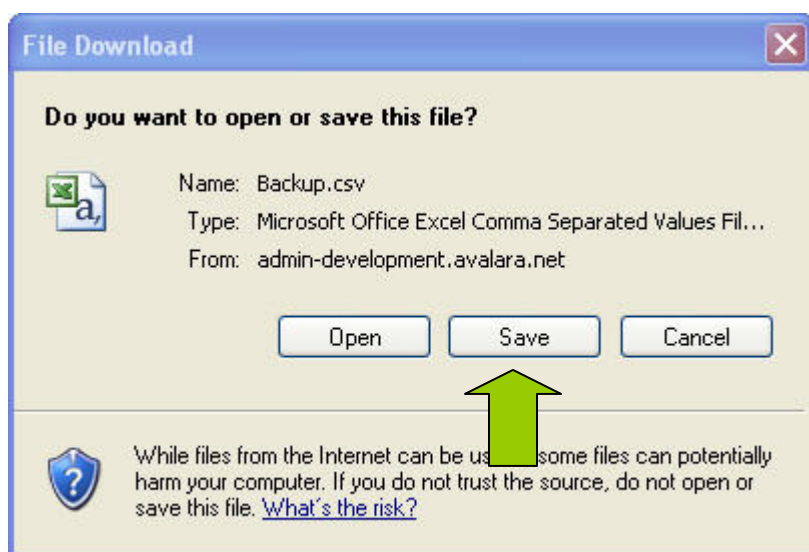 File Download
Do you want to open or save this file?
a,
Name: Backup.csv
Type: Microsoft Office Excel Comma Separated Values Fil...
From: admin-development.avalara.net
Open Save Cancel
While files from the Internet can be some files can potentially
harm your computer. If you do not trust the source, do not open or
save this file. What's the risk?